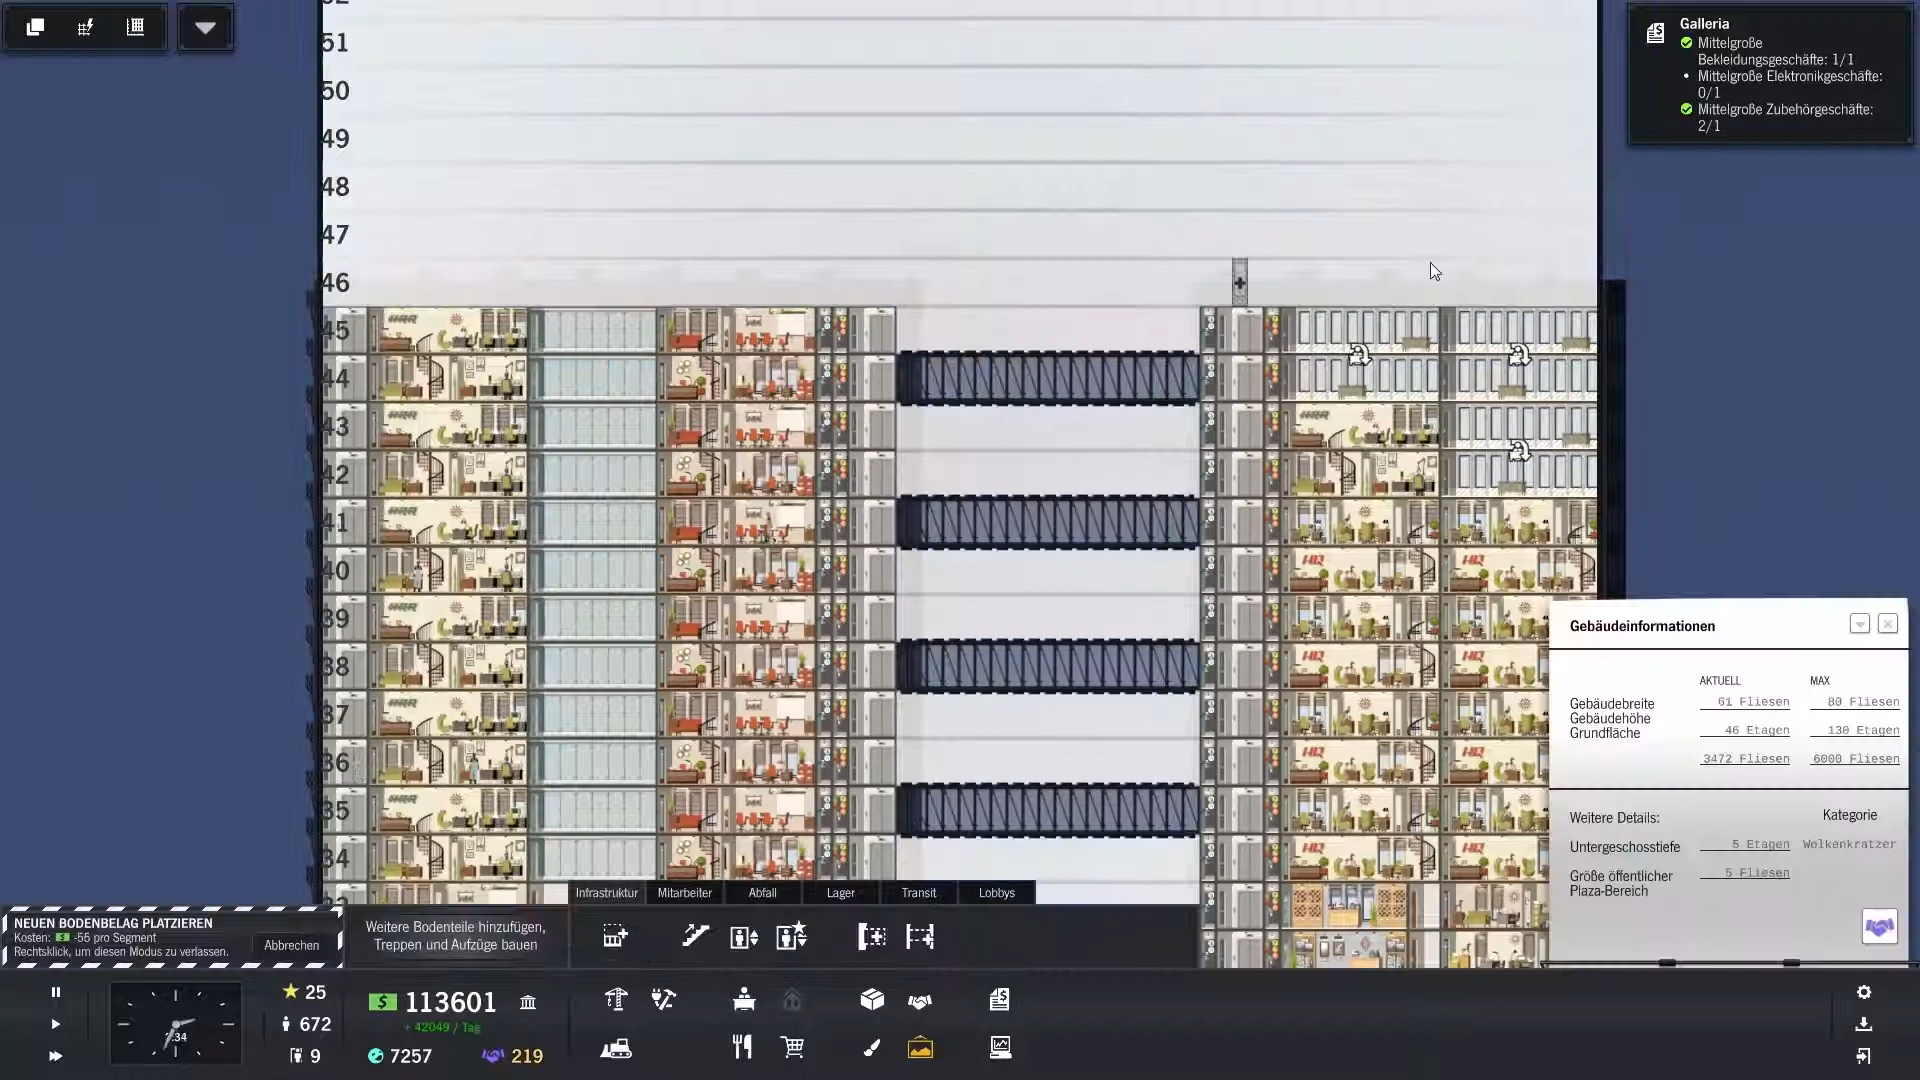 51
50
49
48
47
46
45
44
43
42
41
40
39
38
37
36
35
34
Galleria
Mittelgroße
Bekleidungsgeschäfte: 1/1
Mittelgroße Elektronikgeschäfte:
0/1
Mittelgroße Zubehörgeschäfte:
2/1
Gebäudeinformationen
AKTUELL MAX
Gebäudebreite 61 Fliesen 80 Fliesen
Gebäudehöhe 46 Etagen 130 Etagen
Grundfläche 3472 Fliesen 6000 Fliesen
Weitere Details: Kategorie
Untergeschosstiefe 5 Etagen Wolkenkratzer
Größe öffentlicher 5 Fliesen
Plaza-Bereich
Infrastruktur Mitarbeiter Abfall Lager Transit Lobbys
NEUEN BODENBELAG PLATZIEREN
Kosten: $ -55 pro Segment
Rechtsklick, um diesen Modus zu verlassen.
Abbrechen
Weitere Bodenteile hinzufügen,
Treppen und Aufzüge bauen
25
672
9
$ 113601
+ 42049 / Tag
7257
219